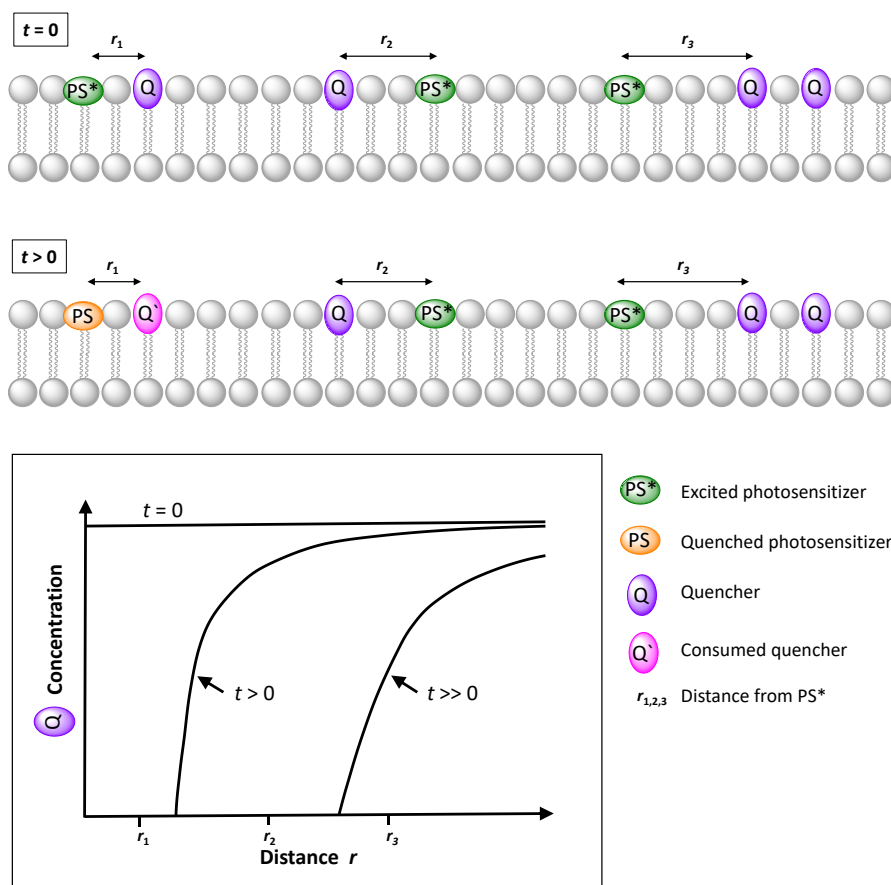 t = 0
r1 r2 r3
PS* Q Q PS* PS* Q Q
t > 0
r1 r2 r3
PS Q` Q PS* PS* Q Q
t = 0
t > 0
t >> 0
Q Concentration
r1 r2 r3
Distance r
PS* Excited photosensitizer
PS Quenched photosensitizer
Q Quencher
Q` Consumed quencher
r1,2,3 Distance from PS*